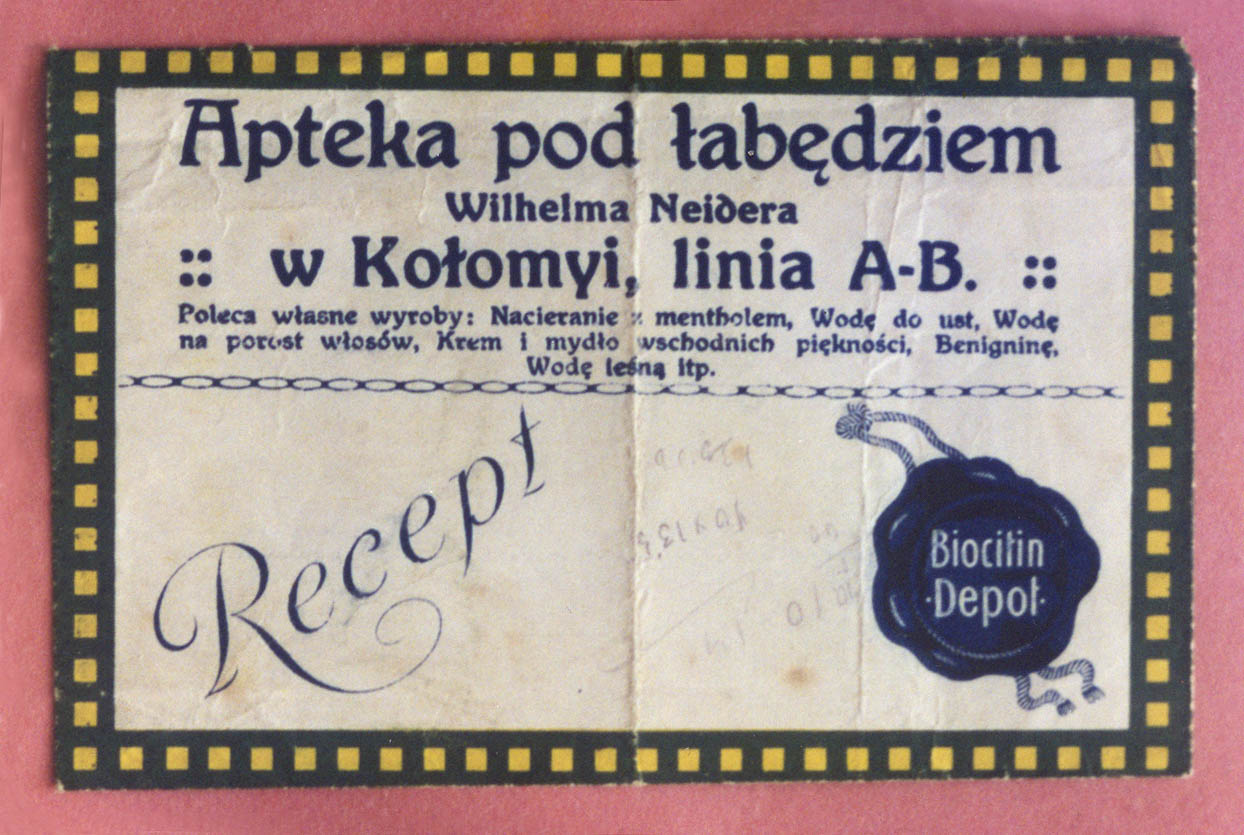 Apteka pod łabędziem
Wilhelma Neidera
w Kołomyi, linia A-B.
Poleca własne wyroby: Nacieranie z mentholem, Wodę do ust, Wodę
na porost włosów, Krem i mydło wschodnich piękności, Benigninę,
Wodę leśną itp.
Recept
Biocitin
·Depot·